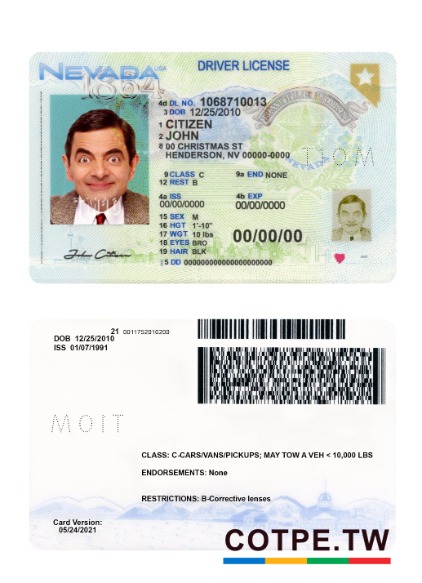 NEVADA USA DRIVER LICENSE
1864
4d DL NO. 1068710013
3 DOB 12/25/2010
1 CITIZEN
2 JOHN
8 00 CHRISTMAS ST
HENDERSON, NV 00000-0000
MOIT
NEVADA
9 CLASS C 9a END NONE
12 REST B
4a ISS 4b EXP
00/00/0000 00/00/0000
15 SEX M
16 HGT 1'-10"
17 WGT 10 lbs 00/00/00
18 EYES BRO
19 HAIR BLK
5 DD 0000000000000000000000
John Citizen
21 0011752010200
DOB 12/25/2010
ISS 01/07/1991
MOIT
CLASS: C-CARS/VANS/PICKUPS; MAY TOW A VEH < 10,000 LBS
ENDORSEMENTS: None
RESTRICTIONS: B-Corrective lenses
Card Version:
05/24/2021
COTPE.TW